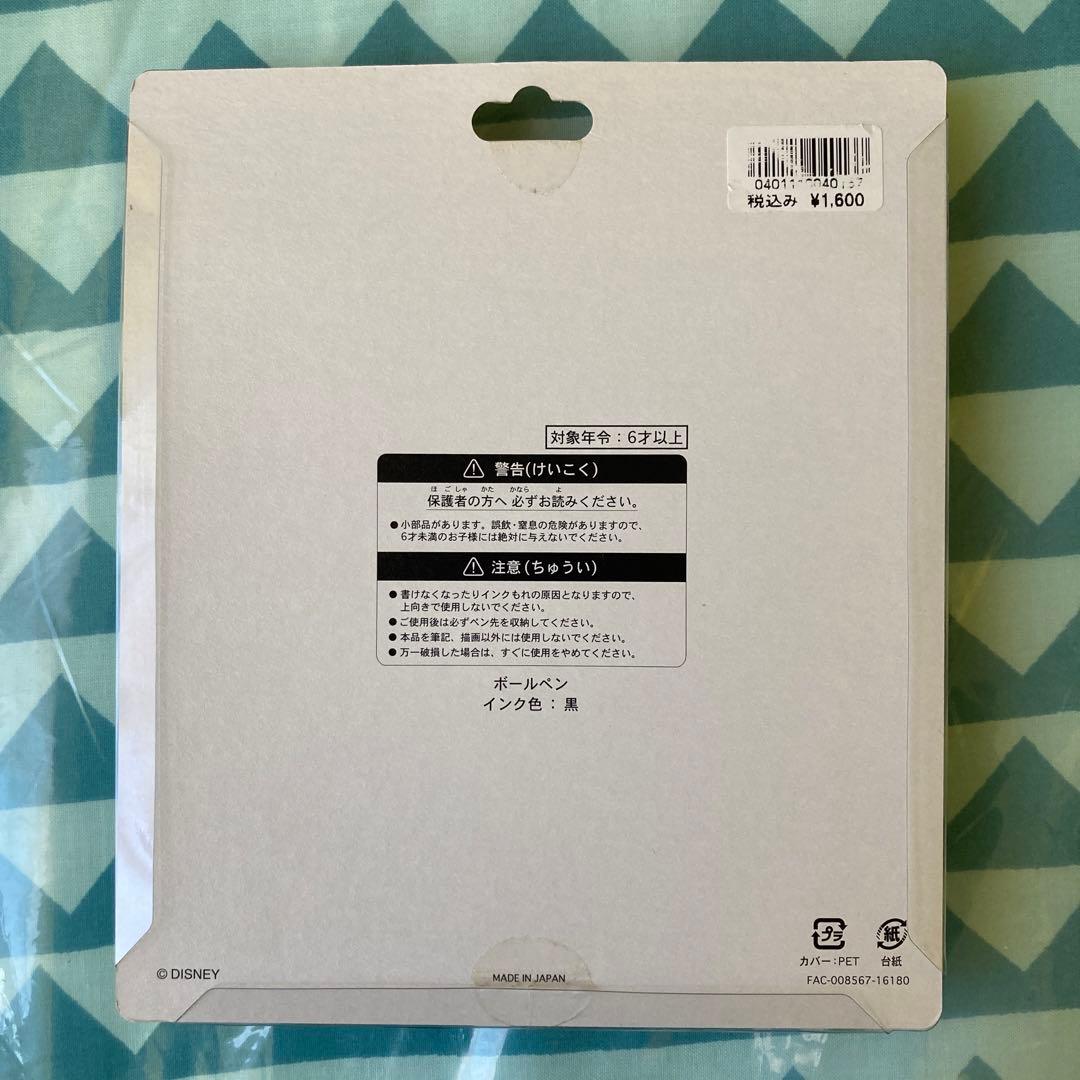 税込み ¥1,600
対象年令：6才以上
警告(けいこく)
ほごしゃ かた かなら よ
保護者の方へ 必ずお読みください。
●小部品があります。誤飲・窒息の危険がありますので、
6才未満のお子様には絶対に与えないでください。
注意(ちゅうい)
●書けなくなったりインクもれの原因となりますので、
上向きで使用しないでください。
●ご使用後は必ずペン先を収納してください。
●本品を筆記、描画以外には使用しないでください。
●万一破損した場合は、すぐに使用をやめてください。
ボールペン
インク色：黒
プラ 紙
カバー：PET 台紙
© DISNEY
MADE IN JAPAN
FAC-008567-16180